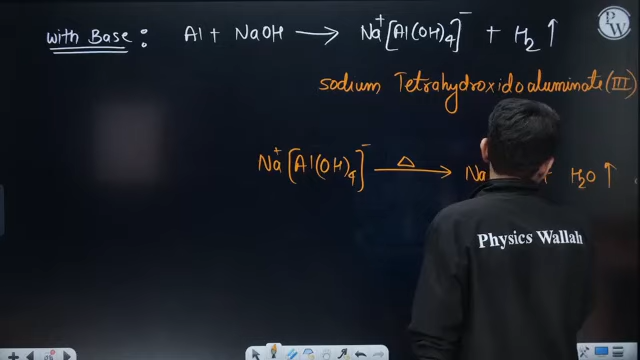 With Base: Al + NaOH ⟶ Na⁺[Al(OH)₄]⁻ + H₂↑
sodium Tetrahydroxidoaluminate (III)
Na⁺[Al(OH)₄]⁻ —Δ→ Na + H₂O↑
Physics Wallah
PW